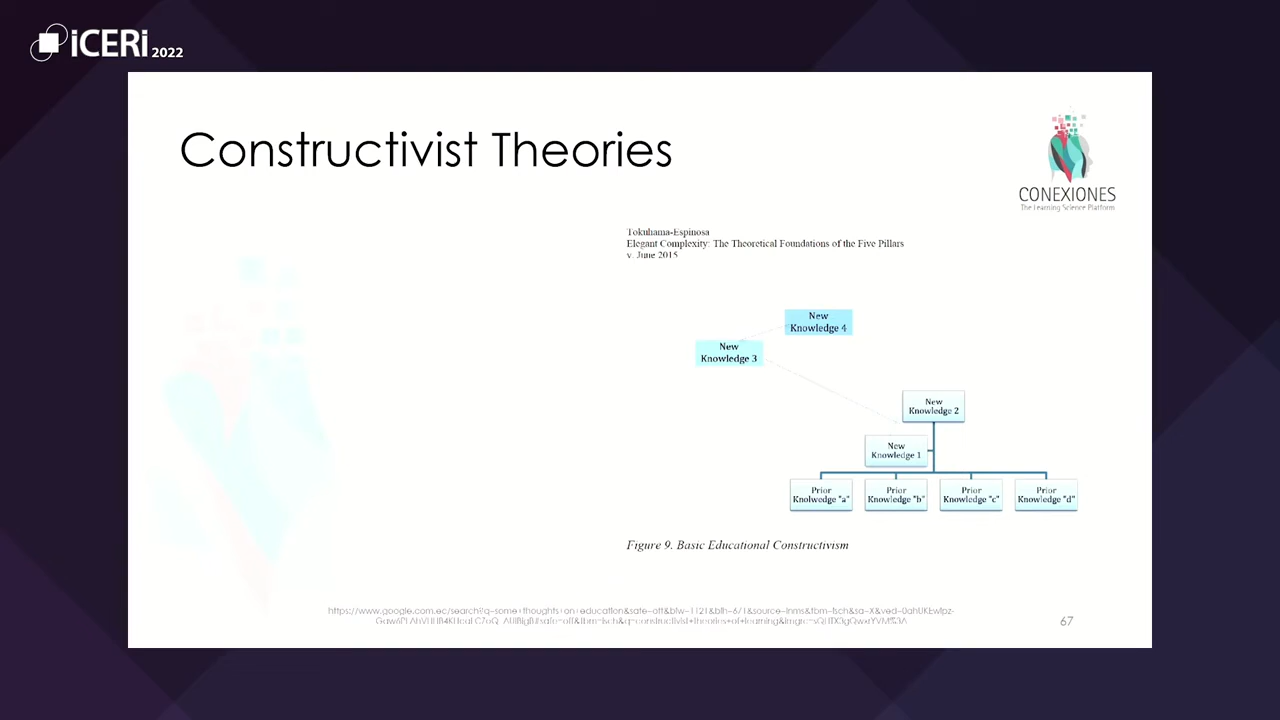 iCERi 2022
Constructivist Theories
CONEXIONES
The Learning Science Platform
Tokuhama-Espinosa
Elegant Complexity: The Theoretical Foundations of the Five Pillars
v. June 2015
New
Knowledge 4
New
Knowledge 3
New
Knowledge 2
New
Knowledge 1
Prior
Knolwedge "a"
Prior
Knowledge "b"
Prior
Knowledge "c"
Prior
Knowledge "d"
Figure 9. Basic Educational Constructivism
67